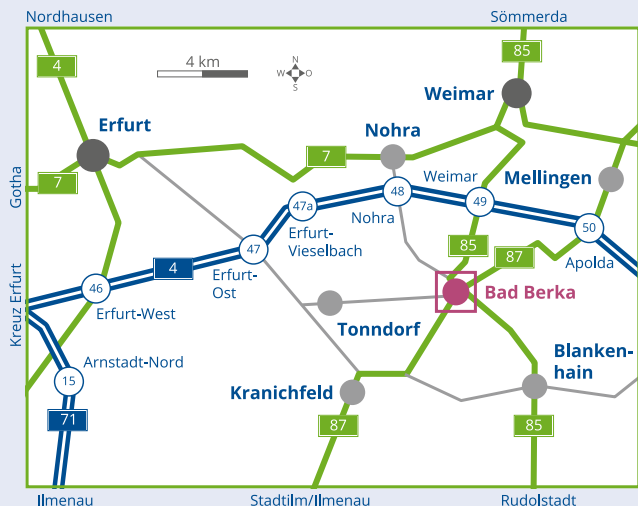 Nordhausen
Sömmerda
4
85
4 km
N
W O
S
Weimar
Erfurt
Nohra
7
Weimar
Mellingen
7
Gotha
47a
48
49
Nohra
Erfurt-
Vieselbach
50
85
87
Apolda
47
4
Erfurt-
Ost
46
Erfurt-West
Bad Berka
Kreuz Erfurt
Tonndorf
Arnstadt-Nord
15
Blanken-
hain
Kranichfeld
71
87
85
Ilmenau
Stadtilm/Ilmenau
Rudolstadt